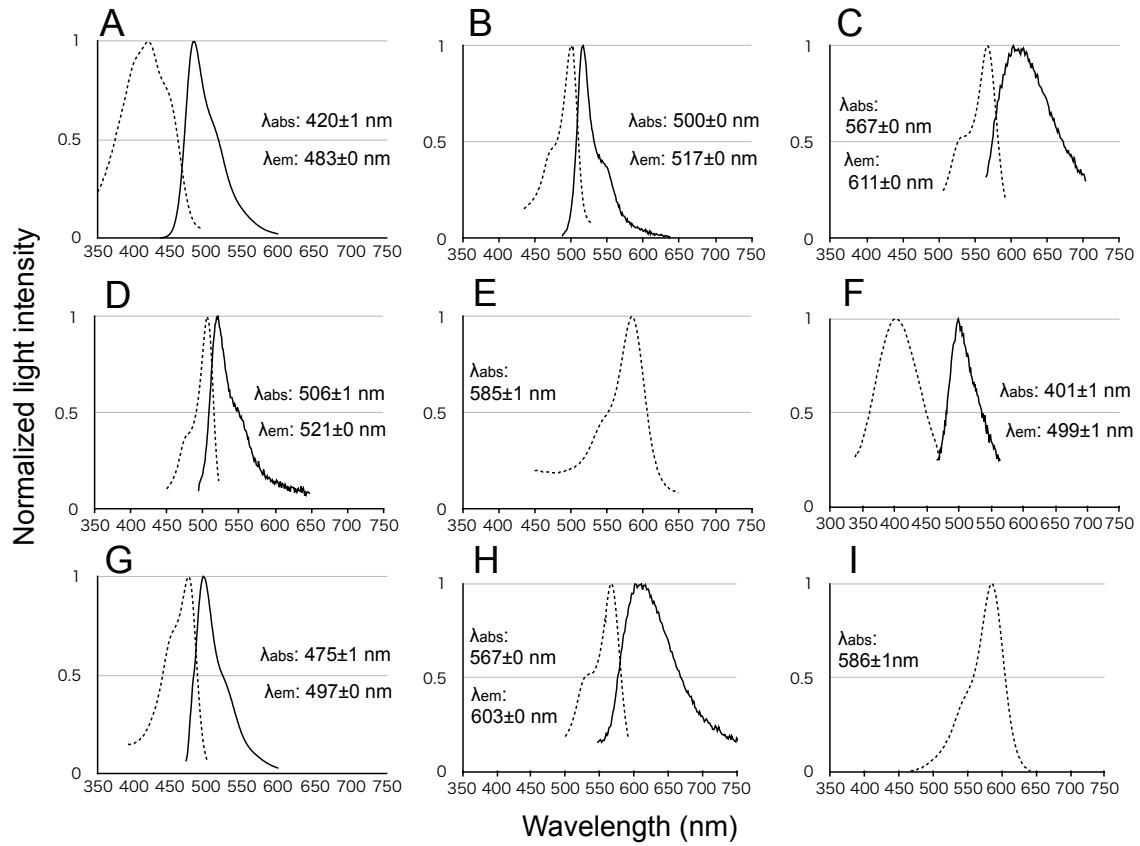 A
B
C
Normalized light intensity
1
0.5
0
350 400 450 500 550 600 650 700 750
λabs: 420±1 nm
λem: 483±0 nm
1
0.5
0
350 400 450 500 550 600 650 700 750
λabs: 500±0 nm
λem: 517±0 nm
1
0.5
0
350 400 450 500 550 600 650 700 750
λabs:
567±0 nm
λem:
611±0 nm
D
E
F
1
0.5
0
350 400 450 500 550 600 650 700 750
λabs: 506±1 nm
λem: 521±0 nm
1
0.5
0
350 400 450 500 550 600 650 700 750
λabs:
585±1 nm
1
0.5
0
300 350 400 450 500 550 600 650 700 750
λabs: 401±1 nm
λem: 499±1 nm
G
H
I
1
0.5
0
350 400 450 500 550 600 650 700 750
λabs: 475±1 nm
λem: 497±0 nm
1
0.5
0
350 400 450 500 550 600 650 700 750
λabs:
567±0 nm
λem:
603±0 nm
1
0.5
0
350 400 450 500 550 600 650 700 750
λabs:
586±1nm
Wavelength (nm)